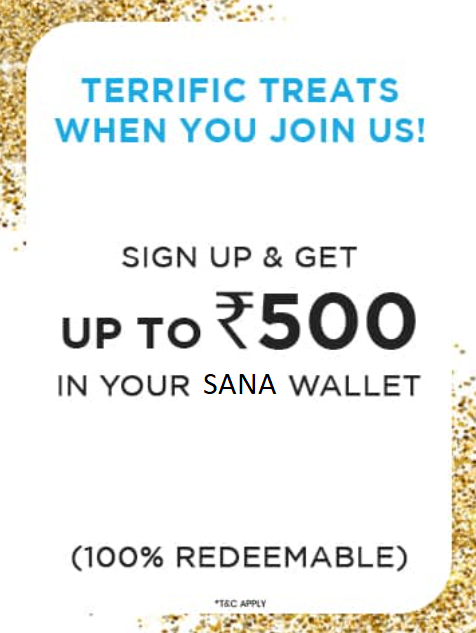 TERRIFIC TREATS
WHEN YOU JOIN US!
SIGN UP & GET
UP TO ₹500
IN YOUR SANA WALLET
(100% REDEEMABLE)
*T&C APPLY